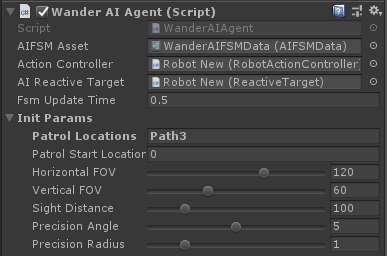 Wander AI Agent (Script)
Script WanderAIAgent
AIFSM Asset WanderAIFSMData (AIFSMData)
Action Controller Robot New (RobotActionController)
AI Reactive Target Robot New (ReactiveTarget)
Fsm Update Time 0.5
Init Params
Patrol Locations Path3
Patrol Start Location 0
Horizontal FOV 120
Vertical FOV 60
Sight Distance 100
Precision Angle 5
Precision Radius 1